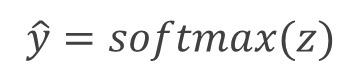 ŷ = softmax(z)